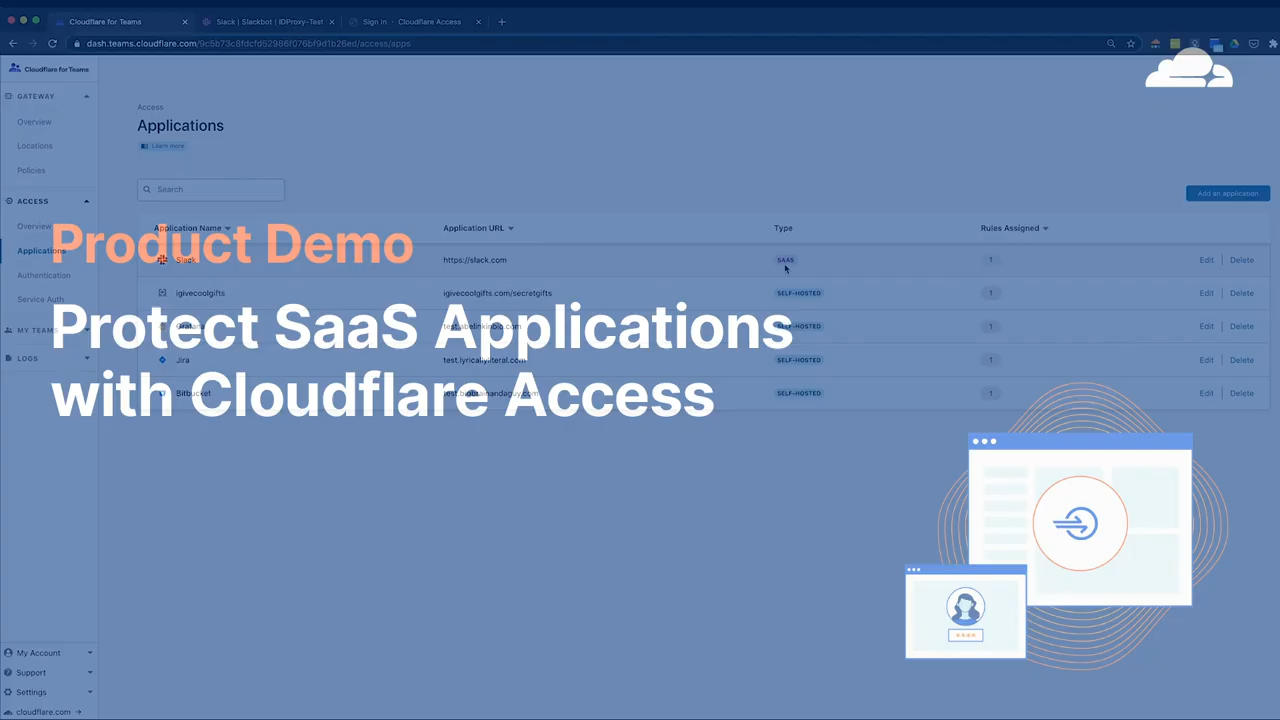 Cloudflare for Teams
Slack | Slackbot | IDProxy-Test
Sign in · Cloudflare Access
dash.teams.cloudflare.com/9c5b73c8fdcfd52986f076bf9d1b26ed/access/apps
Cloudflare for Teams
GATEWAY
Overview
Locations
Policies
ACCESS
Overview
Applications
Authentication
Service Auth
MY TEAMS
LOGS
My Account
Support
Settings
cloudflare.com
Access
Applications
Learn more
Search
Add an application
Application Name Application URL Type Rules Assigned
Slack https://slack.com SAAS 1 Edit Delete
igivecoolgifts igivecoolgifts.com/secretgifts SELF-HOSTED 1 Edit Delete
Grafana test.abelinkinbio.com SELF-HOSTED 1 Edit Delete
Jira test.lyricallyliteral.com SELF-HOSTED 1 Edit Delete
Bitbucket SELF-HOSTED 1 Edit Delete
Product Demo
Protect SaaS Applications
with Cloudflare Access